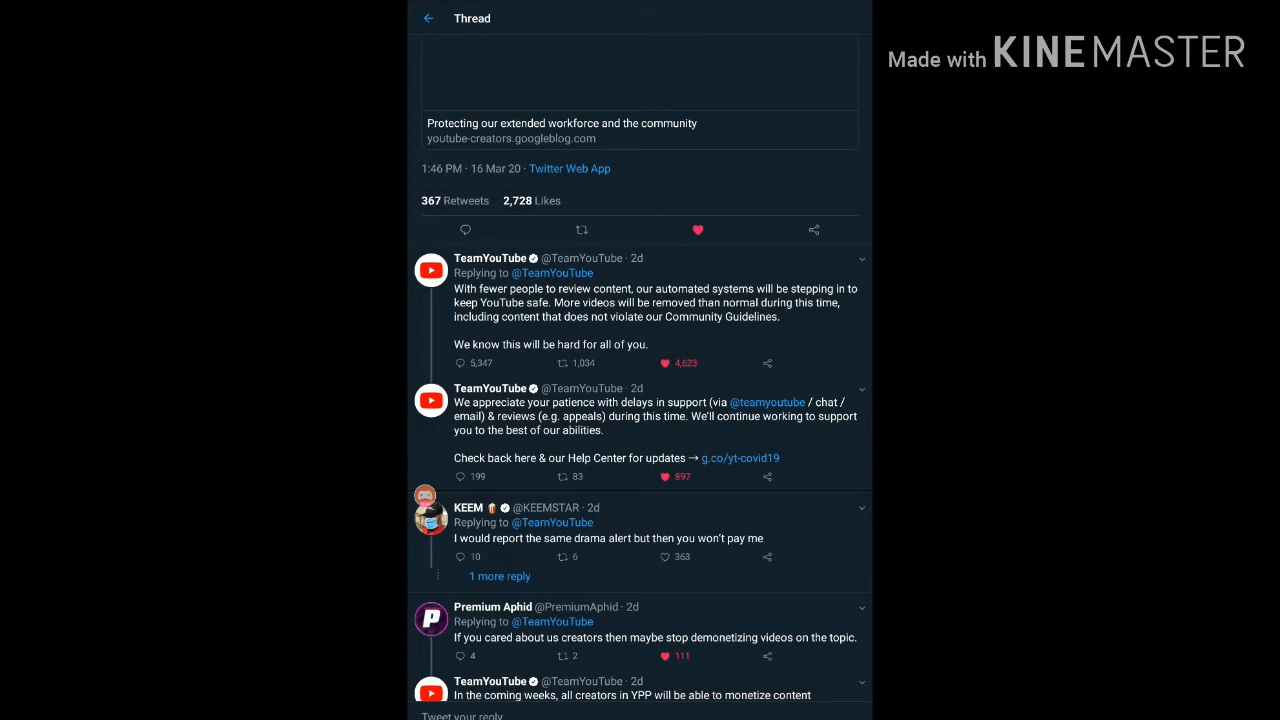 Thread
Made with KINEMASTER
Protecting our extended workforce and the community
youtube-creators.googleblog.com
1:46 PM · 16 Mar 20 · Twitter Web App
367 Retweets 2,728 Likes
TeamYouTube @TeamYouTube · 2d
Replying to @TeamYouTube
With fewer people to review content, our automated systems will be stepping in to
keep YouTube safe. More videos will be removed than normal during this time,
including content that does not violate our Community Guidelines.
We know this will be hard for all of you.
5,347 1,034 4,623
TeamYouTube @TeamYouTube · 2d
We appreciate your patience with delays in support (via @teamyoutube / chat /
email) & reviews (e.g. appeals) during this time. We'll continue working to support
you to the best of our abilities.
Check back here & our Help Center for updates → g.co/yt-covid19
199 83 897
KEEM 🍿 @KEEMSTAR · 2d
Replying to @TeamYouTube
I would report the same drama alert but then you won't pay me
10 6 363
1 more reply
P
Premium Aphid @PremiumAphid · 2d
Replying to @TeamYouTube
If you cared about us creators then maybe stop demonetizing videos on the topic.
4 2 111
TeamYouTube @TeamYouTube · 2d
In the coming weeks, all creators in YPP will be able to monetize content
Tweet your reply